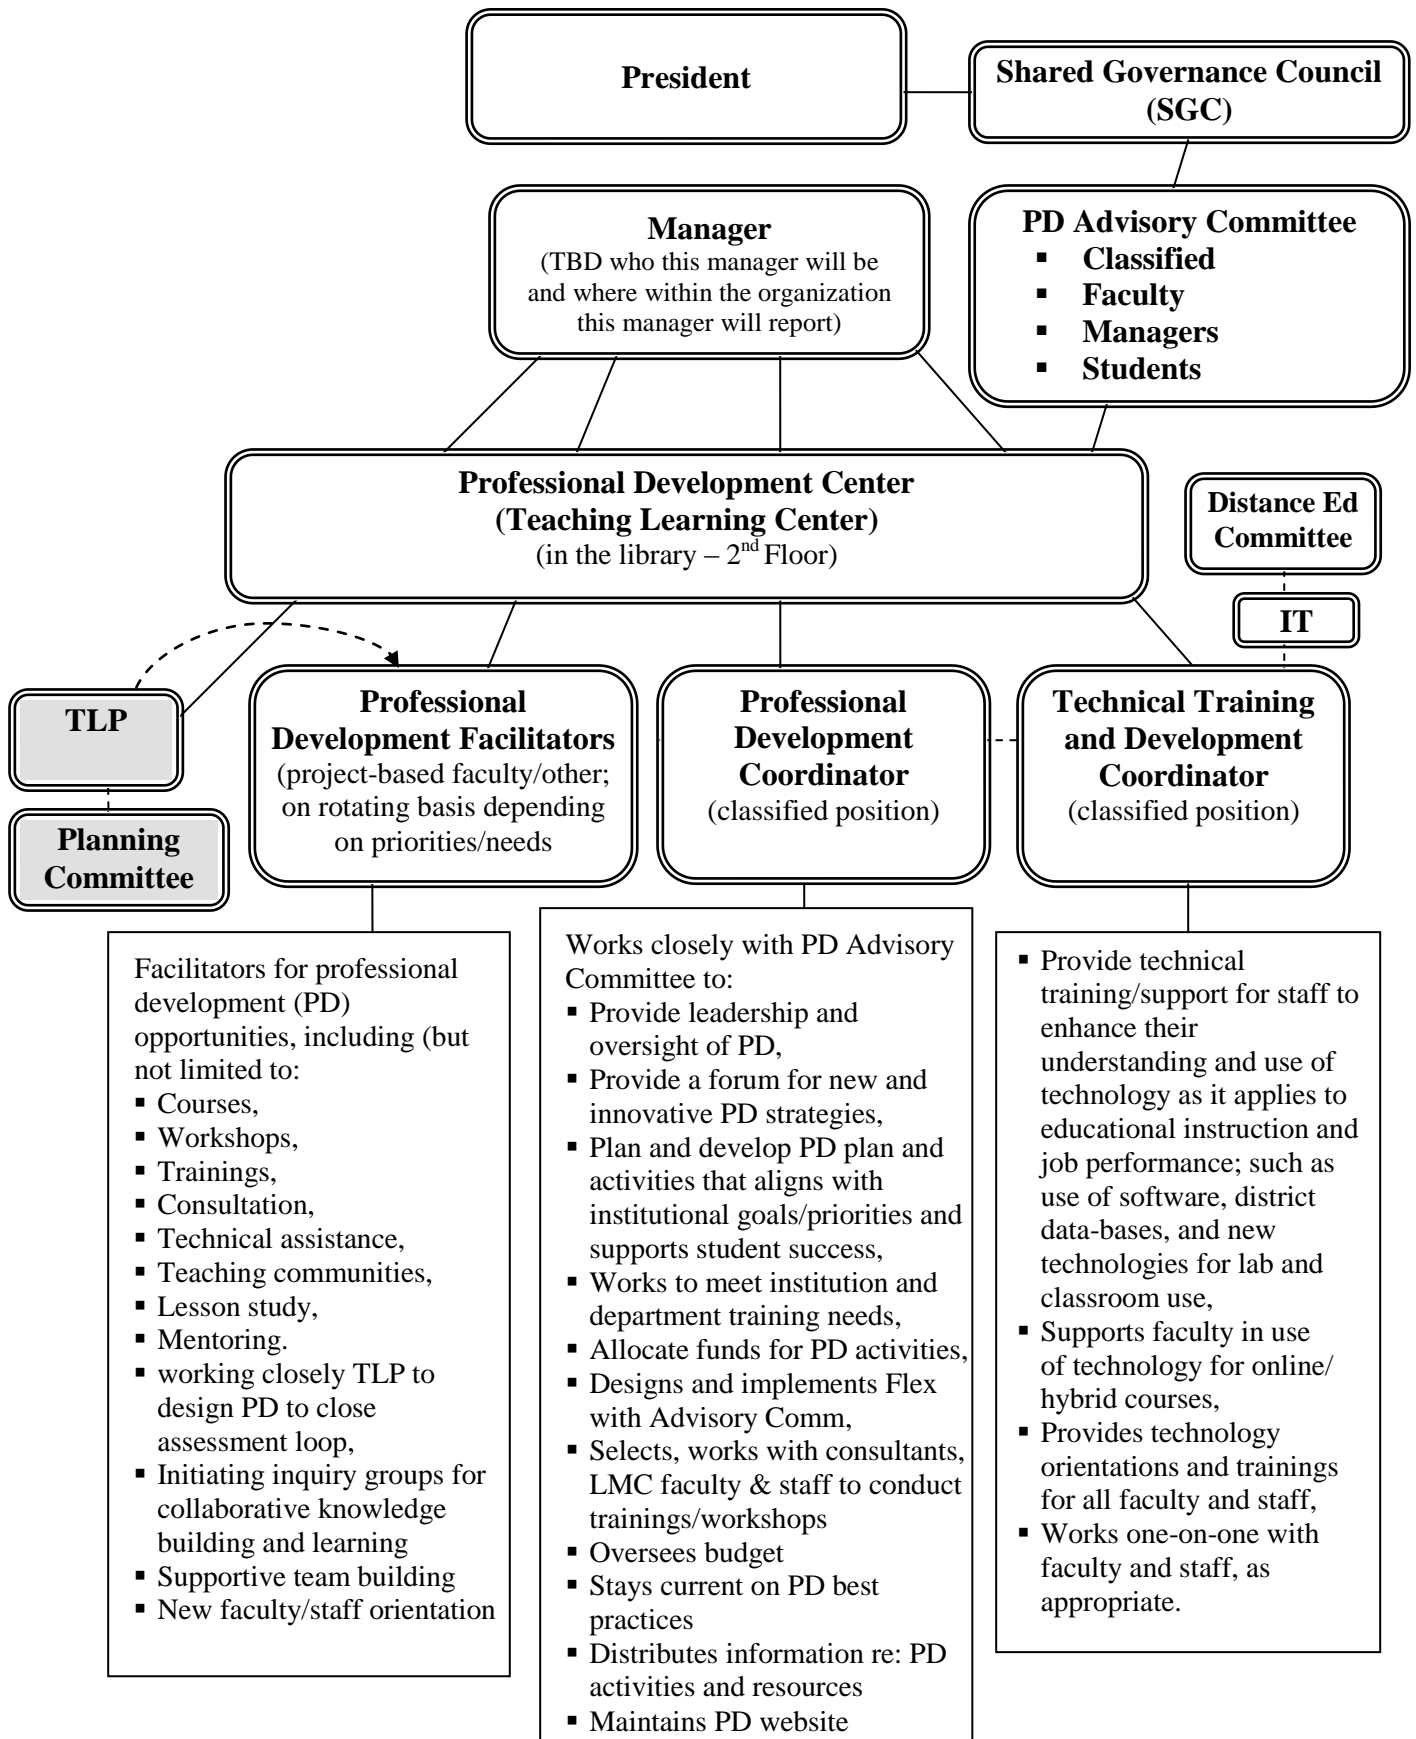 President
Shared Governance Council
(SGC)
Manager
(TBD who this manager will be
and where within the organization
this manager will report)
PD Advisory Committee
▪ Classified
▪ Faculty
▪ Managers
▪ Students
Professional Development Center
(Teaching Learning Center)
(in the library – 2nd Floor)
Distance Ed
Committee
IT
TLP
Planning
Committee
Professional
Development Facilitators
(project-based faculty/other;
on rotating basis depending
on priorities/needs
Professional
Development
Coordinator
(classified position)
Technical Training
and Development
Coordinator
(classified position)
Facilitators for professional
development (PD)
opportunities, including (but
not limited to:
▪ Courses,
▪ Workshops,
▪ Trainings,
▪ Consultation,
▪ Technical assistance,
▪ Teaching communities,
▪ Lesson study,
▪ Mentoring.
▪ working closely TLP to
design PD to close
assessment loop,
▪ Initiating inquiry groups for
collaborative knowledge
building and learning
▪ Supportive team building
▪ New faculty/staff orientation
Works closely with PD Advisory
Committee to:
▪ Provide leadership and
oversight of PD,
▪ Provide a forum for new and
innovative PD strategies,
▪ Plan and develop PD plan and
activities that aligns with
institutional goals/priorities and
supports student success,
▪ Works to meet institution and
department training needs,
▪ Allocate funds for PD activities,
▪ Designs and implements Flex
with Advisory Comm,
▪ Selects, works with consultants,
LMC faculty & staff to conduct
trainings/workshops
▪ Oversees budget
▪ Stays current on PD best
practices
▪ Distributes information re: PD
activities and resources
▪ Maintains PD website
▪ Provide technical
training/support for staff to
enhance their
understanding and use of
technology as it applies to
educational instruction and
job performance; such as
use of software, district
data-bases, and new
technologies for lab and
classroom use,
▪ Supports faculty in use
of technology for online/
hybrid courses,
▪ Provides technology
orientations and trainings
for all faculty and staff,
▪ Works one-on-one with
faculty and staff, as
appropriate.